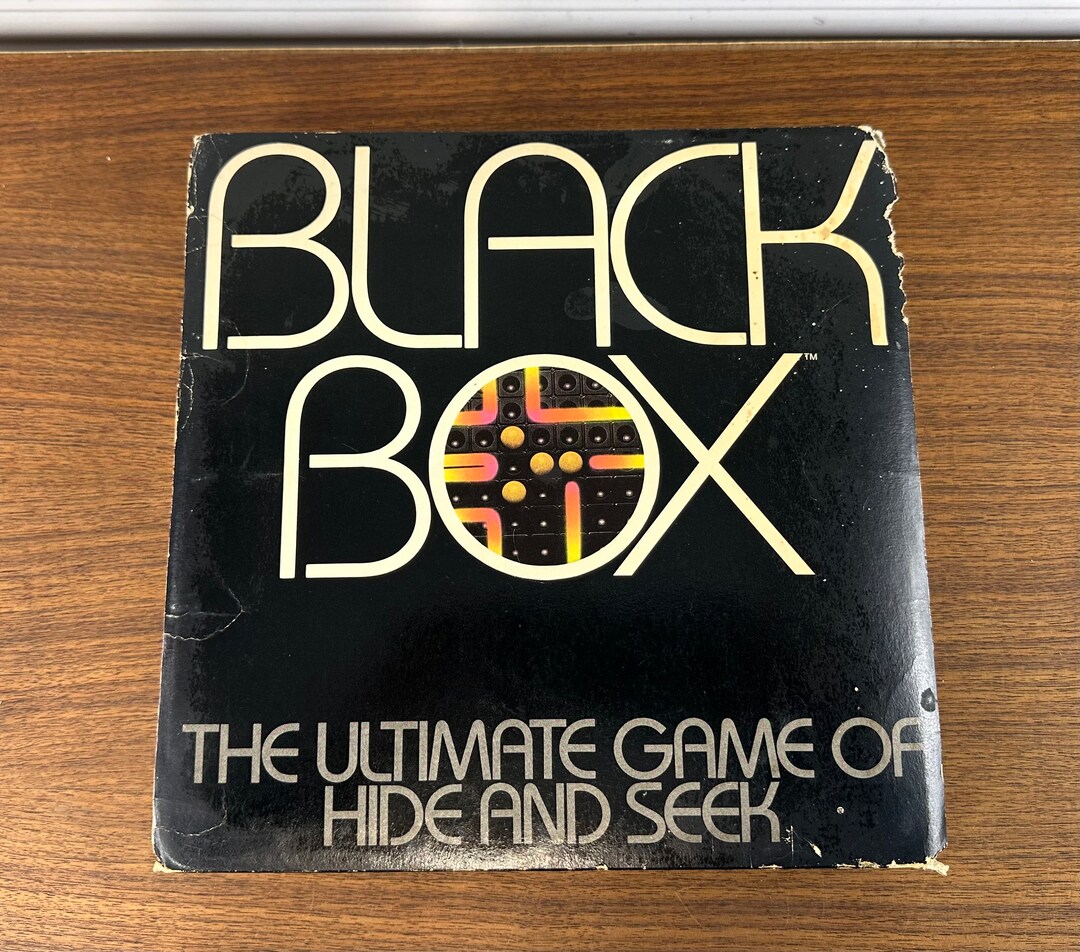 BLACK
BOX™
THE ULTIMATE GAME OF
HIDE AND SEEK